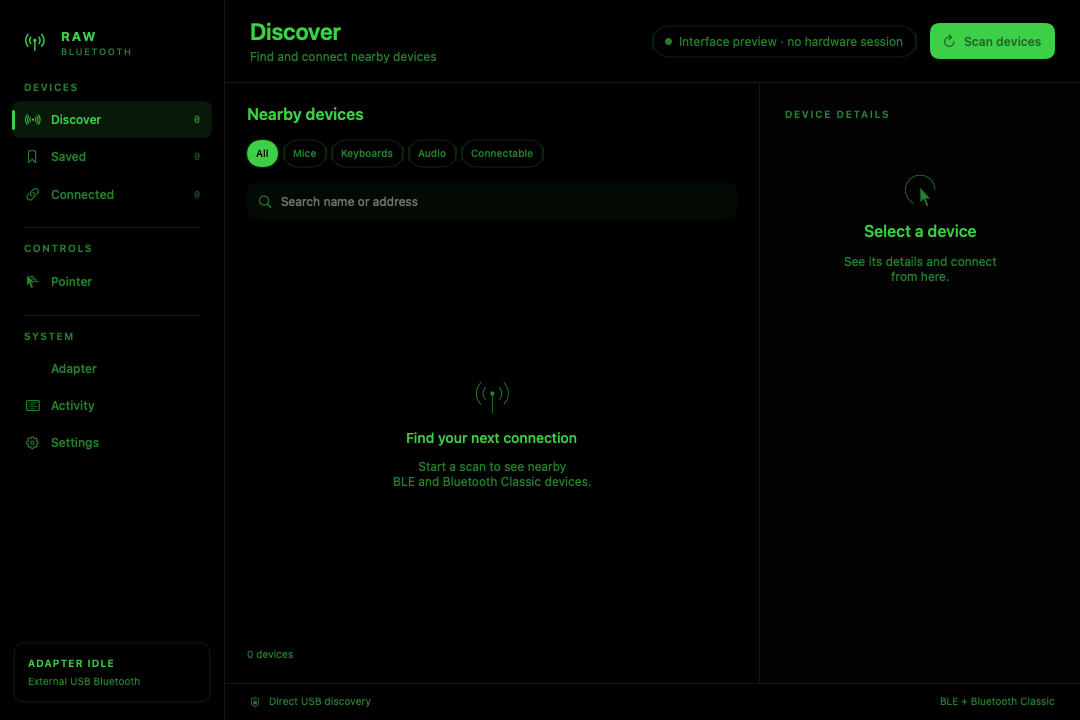 RAW
BLUETOOTH
DEVICES
Discover 0
Saved 0
Connected 0
CONTROLS
Pointer
SYSTEM
Adapter
Activity
Settings
ADAPTER IDLE
External USB Bluetooth
Discover
Find and connect nearby devices
Interface preview · no hardware session
Scan devices
Nearby devices
All Mice Keyboards Audio Connectable
Search name or address
Find your next connection
Start a scan to see nearby
BLE and Bluetooth Classic devices.
0 devices
DEVICE DETAILS
Select a device
See its details and connect
from here.
Direct USB discovery
BLE + Bluetooth Classic